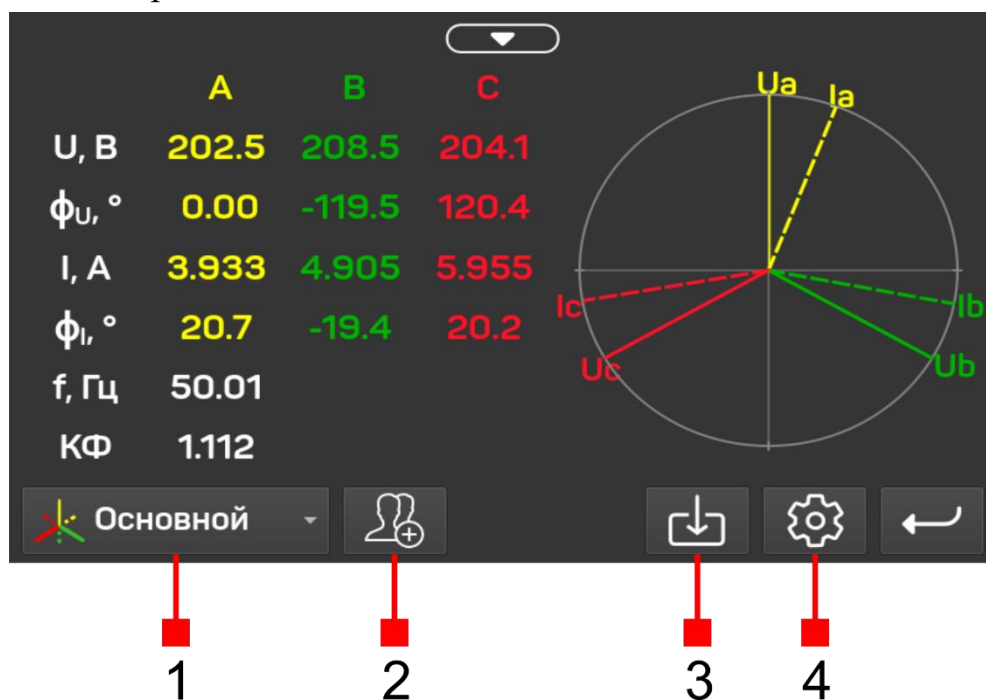 A B C
U, В 202.5 208.5 204.1
ϕU, ° 0.00 -119.5 120.4
I, А 3.933 4.905 5.955
ϕI, ° 20.7 -19.4 20.2
f, Гц 50.01
КФ 1.112
Ua Ia
Ic Ib
Uc Ub
Основной
1 2 3 4